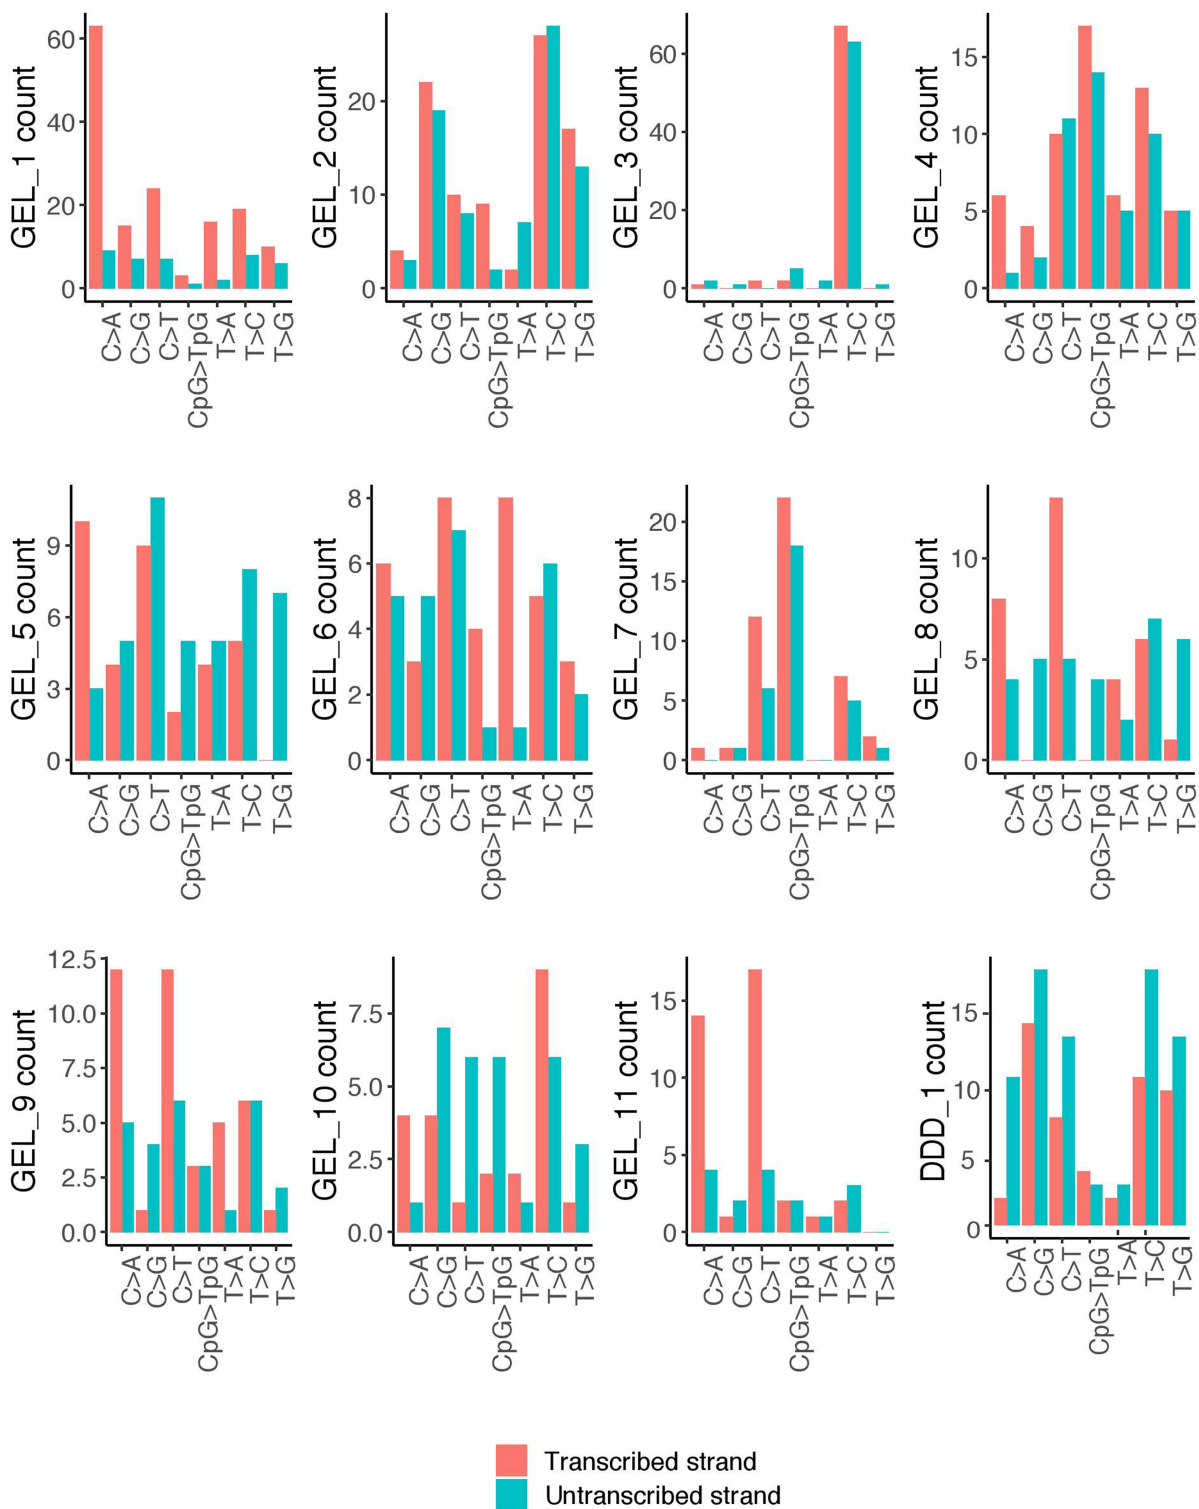 GEL_1 count
60
40
20
0
C>A
C>G
C>T
CpG>TpG
T>A
T>C
T>G
GEL_2 count
20
10
0
C>A
C>G
C>T
CpG>TpG
T>A
T>C
T>G
GEL_3 count
60
40
20
0
C>A
C>G
C>T
CpG>TpG
T>A
T>C
T>G
GEL_4 count
15
10
5
0
C>A
C>G
C>T
CpG>TpG
T>A
T>C
T>G
GEL_5 count
9
6
3
0
C>A
C>G
C>T
CpG>TpG
T>A
T>C
T>G
GEL_6 count
8
6
4
2
0
C>A
C>G
C>T
CpG>TpG
T>A
T>C
T>G
GEL_7 count
20
15
10
5
0
C>A
C>G
C>T
CpG>TpG
T>A
T>C
T>G
GEL_8 count
10
5
0
C>A
C>G
C>T
CpG>TpG
T>A
T>C
T>G
GEL_9 count
12.5
10.0
7.5
5.0
2.5
0.0
C>A
C>G
C>T
CpG>TpG
T>A
T>C
T>G
GEL_10 count
7.5
5.0
2.5
0.0
C>A
C>G
C>T
CpG>TpG
T>A
T>C
T>G
GEL_11 count
15
10
5
0
C>A
C>G
C>T
CpG>TpG
T>A
T>C
T>G
DDD_1 count
15
10
5
0
C>A
C>G
C>T
CpG>TpG
T>A
T>C
T>G
Transcribed strand
Untranscribed strand